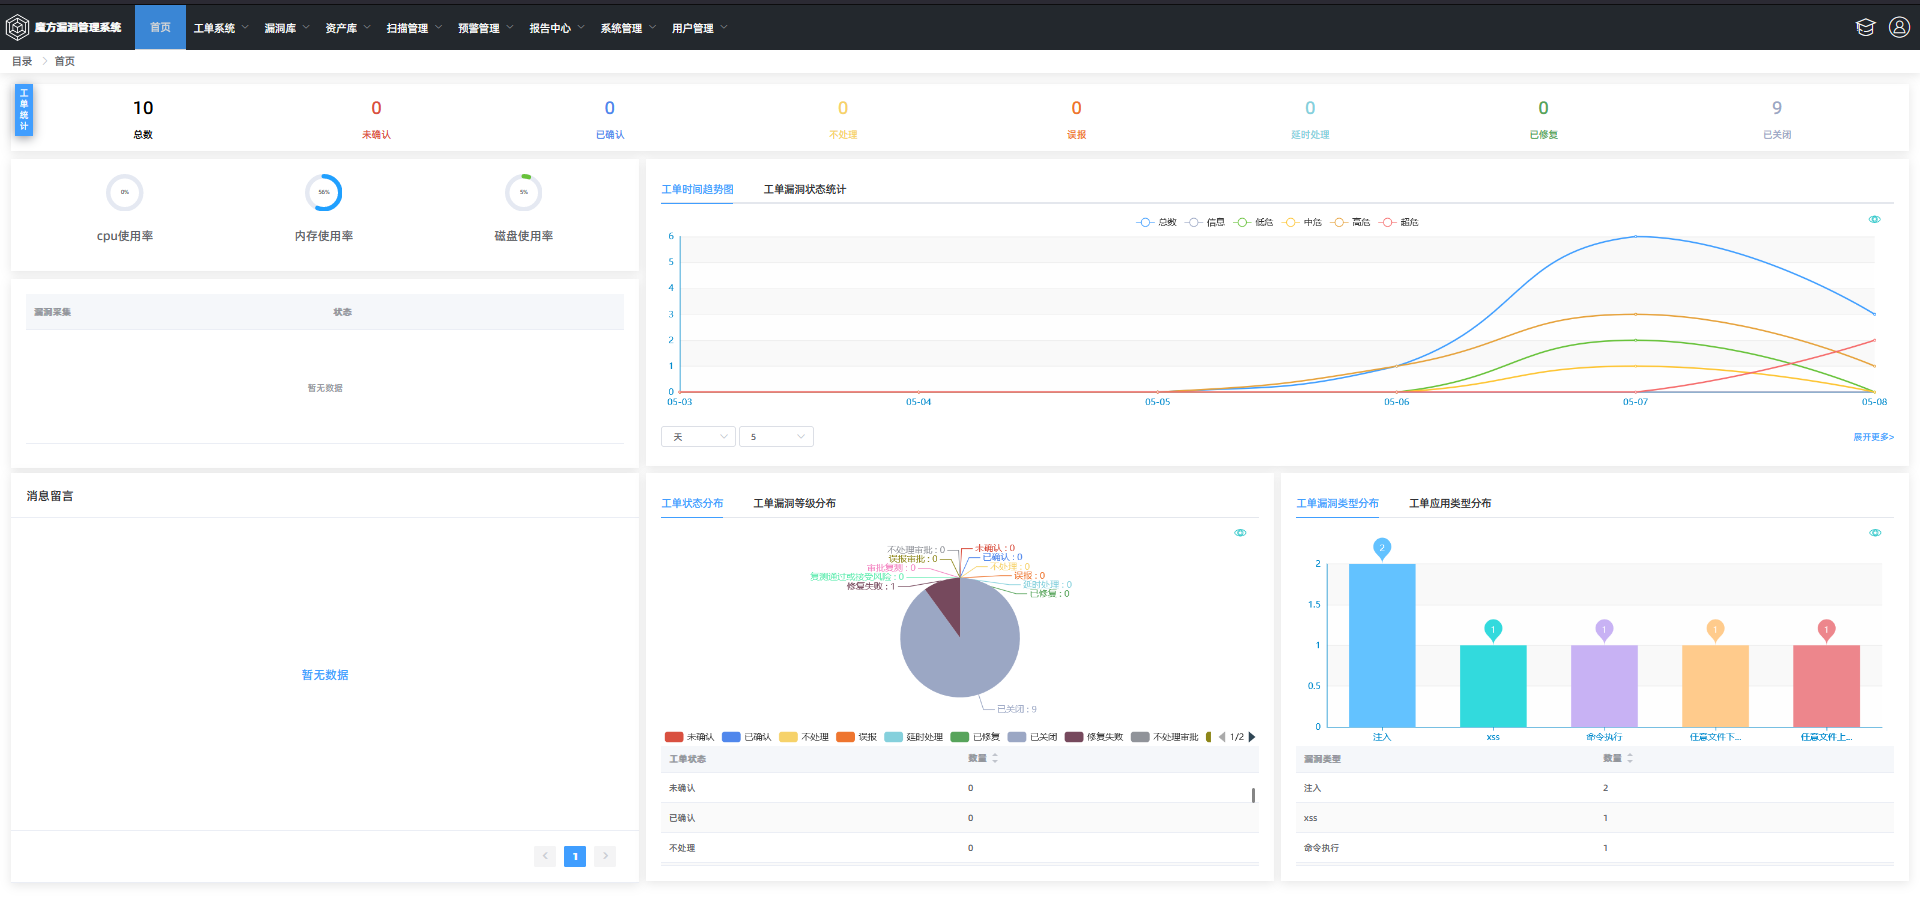 魔方漏洞管理系统 首页 工单系统 漏洞库 资产库 扫描管理 预警管理 报告中心 系统管理 用户管理
目录 > 首页
工单统计
10 0 0 0 0 0 0 9
总数 未确认 已确认 不处理 误报 延时处理 已修复 已关闭
0% 56% 5%
cpu使用率 内存使用率 磁盘使用率
漏洞采集 状态
暂无数据
消息留言
暂无数据
< 1 >
工单时间趋势图 工单漏洞状态统计
总数 信息 低危 中危 高危 超危
6
5
4
3
2
1
0
05-03 05-04 05-05 05-06 05-07 05-08
天 5 展开更多>
工单状态分布 工单漏洞等级分布
不处理审批 : 0 未确认 : 0
误报审批 : 0 已确认 : 0
审批复测 : 0 不处理 : 0
复测通过或接受风险 : 0 误报 : 0
修复失败 : 1 延时处理 : 0
已修复 : 0
已关闭 : 9
未确认 已确认 不处理 误报 延时处理 已修复 已关闭 修复失败 不处理审批 1/2
工单状态 数量
未确认 0
已确认 0
不处理 0
工单漏洞类型分布 工单应用类型分布
2 1 1 1 1
2
1.5
1
0.5
0
注入 xss 命令执行 任意文件下... 任意文件上...
漏洞类型 数量
注入 2
xss 1
命令执行 1